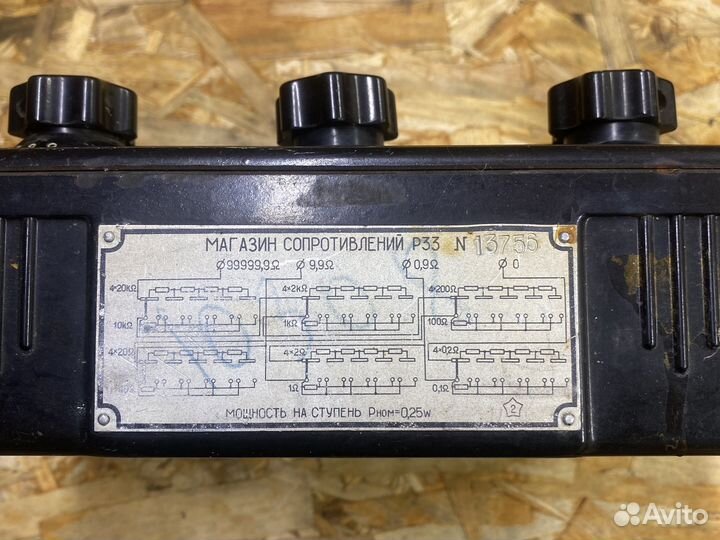 МАГАЗИН СОПРОТИВЛЕНИЙ Р33 N 13755
99999,9Ω 9,9Ω 0,9Ω 0
4×20kΩ 4×2kΩ 4×200Ω
10kΩ 1kΩ 100Ω
4×20Ω 4×2Ω 4×0,2Ω
1Ω 0,1Ω
МОЩНОСТЬ НА СТУПЕНЬ Pном=0,25w
2
Avito